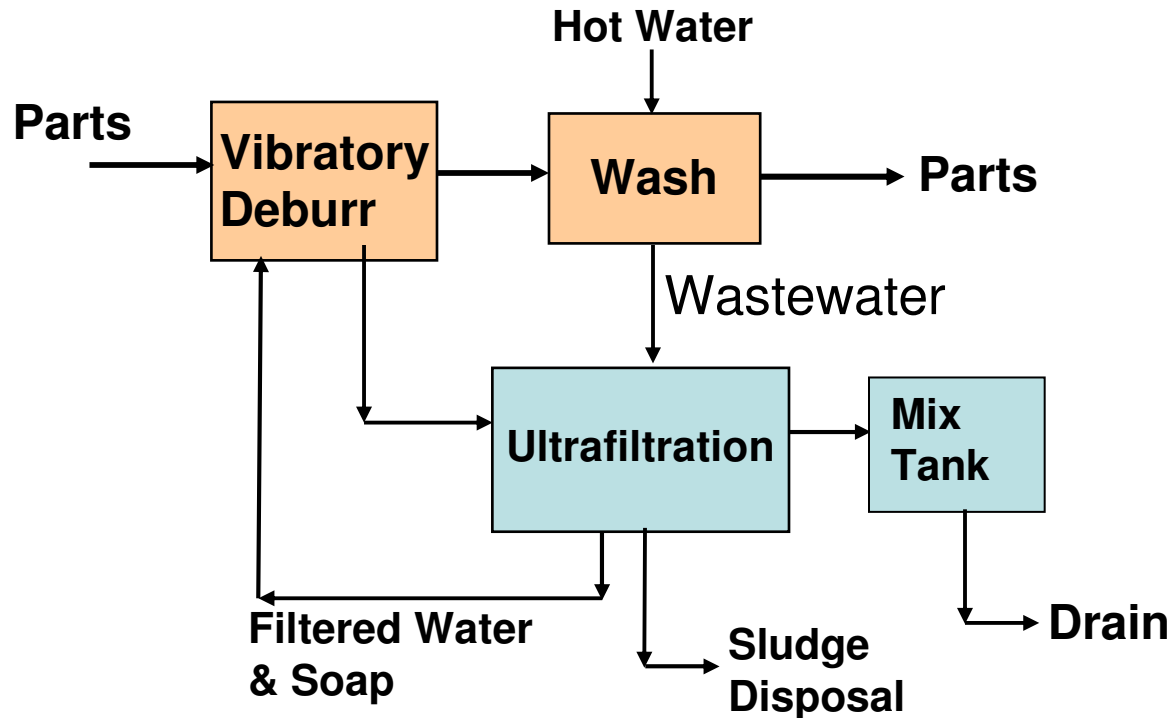 Hot Water
Parts
Vibratory
Deburr
Wash
Parts
Wastewater
Ultrafiltration
Mix
Tank
Filtered Water
& Soap
Sludge
Disposal
Drain